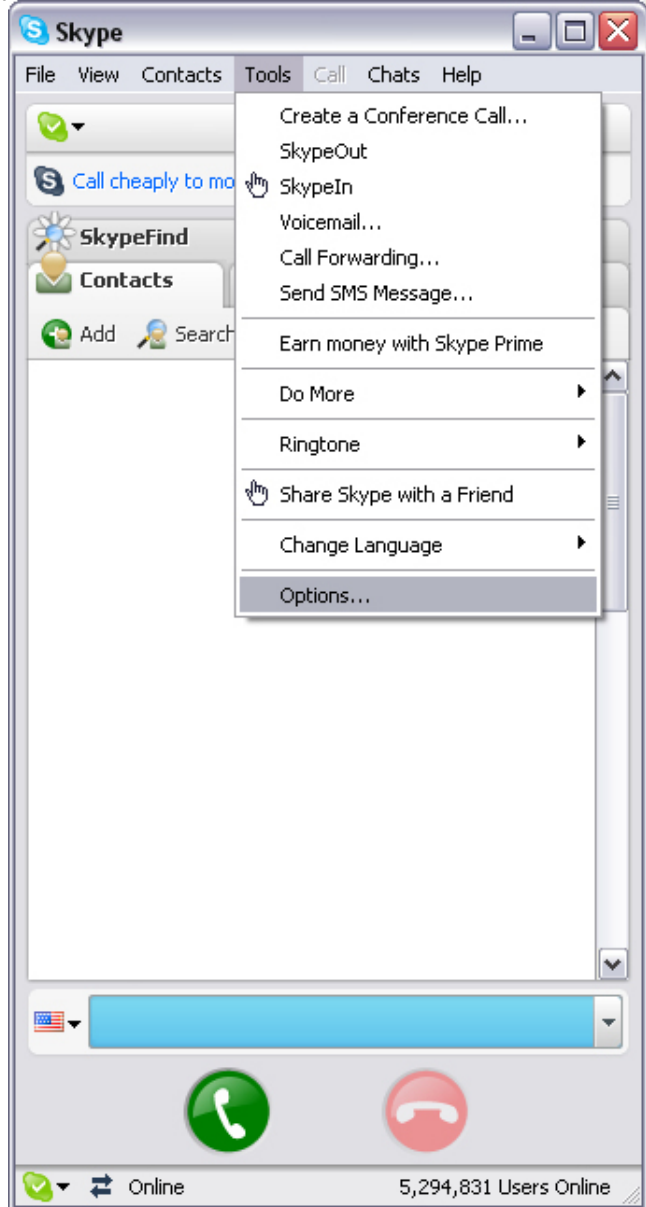 Skype
File View Contacts Tools Call Chats Help
Create a Conference Call...
SkypeOut
Call cheaply to mo
SkypeIn
Voicemail...
SkypeFind
Call Forwarding...
Contacts
Send SMS Message...
Add Search
Earn money with Skype Prime
Do More
Ringtone
Share Skype with a Friend
Change Language
Options...
Online 5,294,831 Users Online